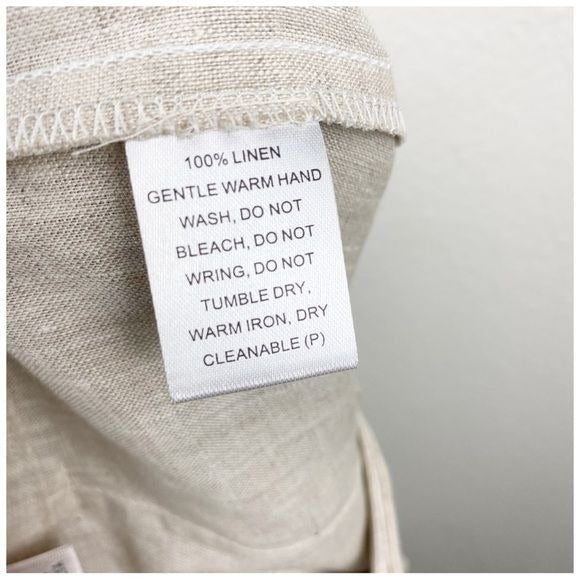 100% LINEN
GENTLE WARM HAND
WASH, DO NOT
BLEACH, DO NOT
WRING, DO NOT
TUMBLE DRY,
WARM IRON, DRY
CLEANABLE (P)